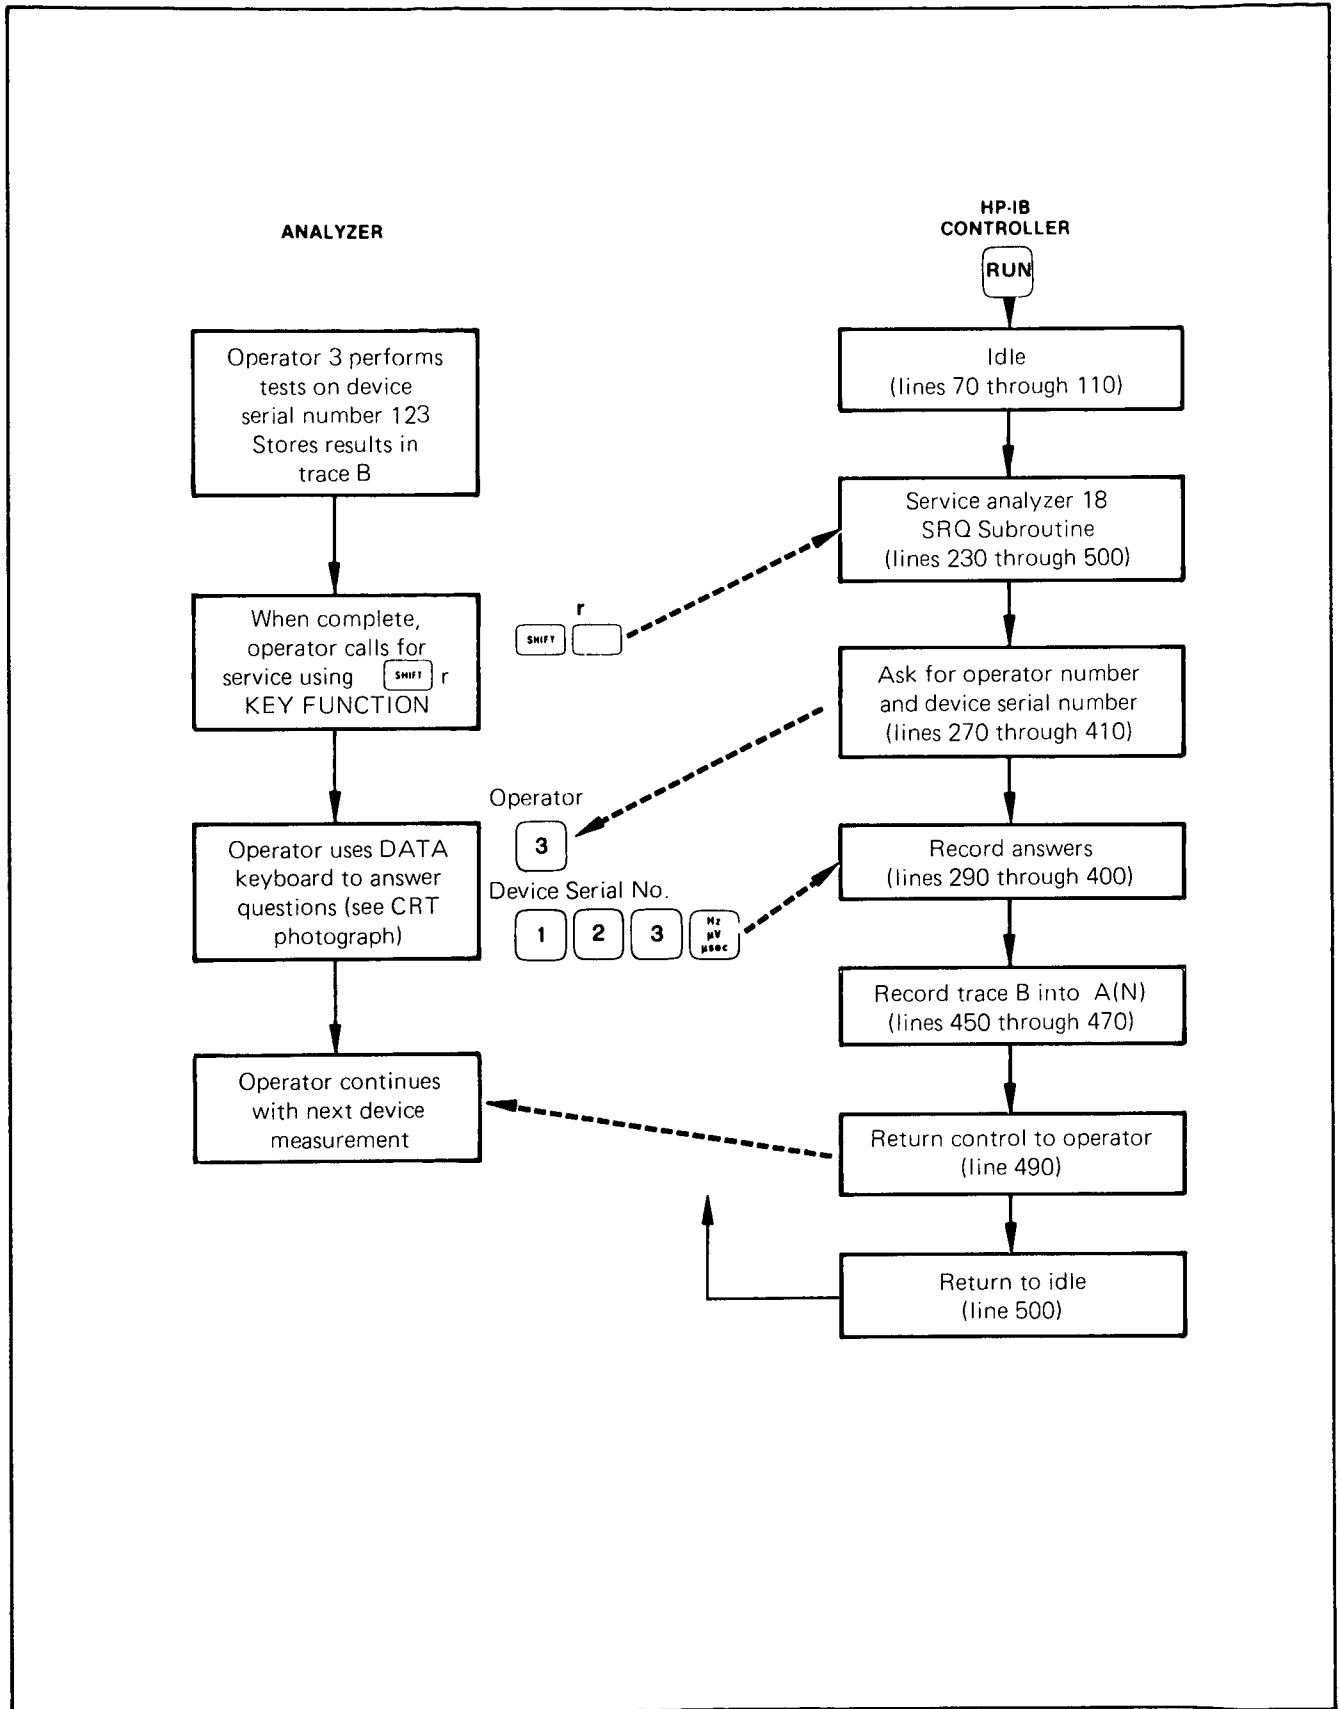 ANALYZER
Operator 3 performs
tests on device
serial number 123
Stores results in
trace B
When complete,
operator calls for
service using SHIFT r
KEY FUNCTION
Operator uses DATA
keyboard to answer
questions (see CRT
photograph)
Operator continues
with next device
measurement
r
SHIFT
Operator
3
Device Serial No.
1 2 3 Hz
µV
µsec
HP-IB
CONTROLLER
RUN
Idle
(lines 70 through 110)
Service analyzer 18
SRQ Subroutine
(lines 230 through 500)
Ask for operator number
and device serial number
(lines 270 through 410)
Record answers
(lines 290 through 400)
Record trace B into A(N)
(lines 450 through 470)
Return control to operator
(line 490)
Return to idle
(line 500)